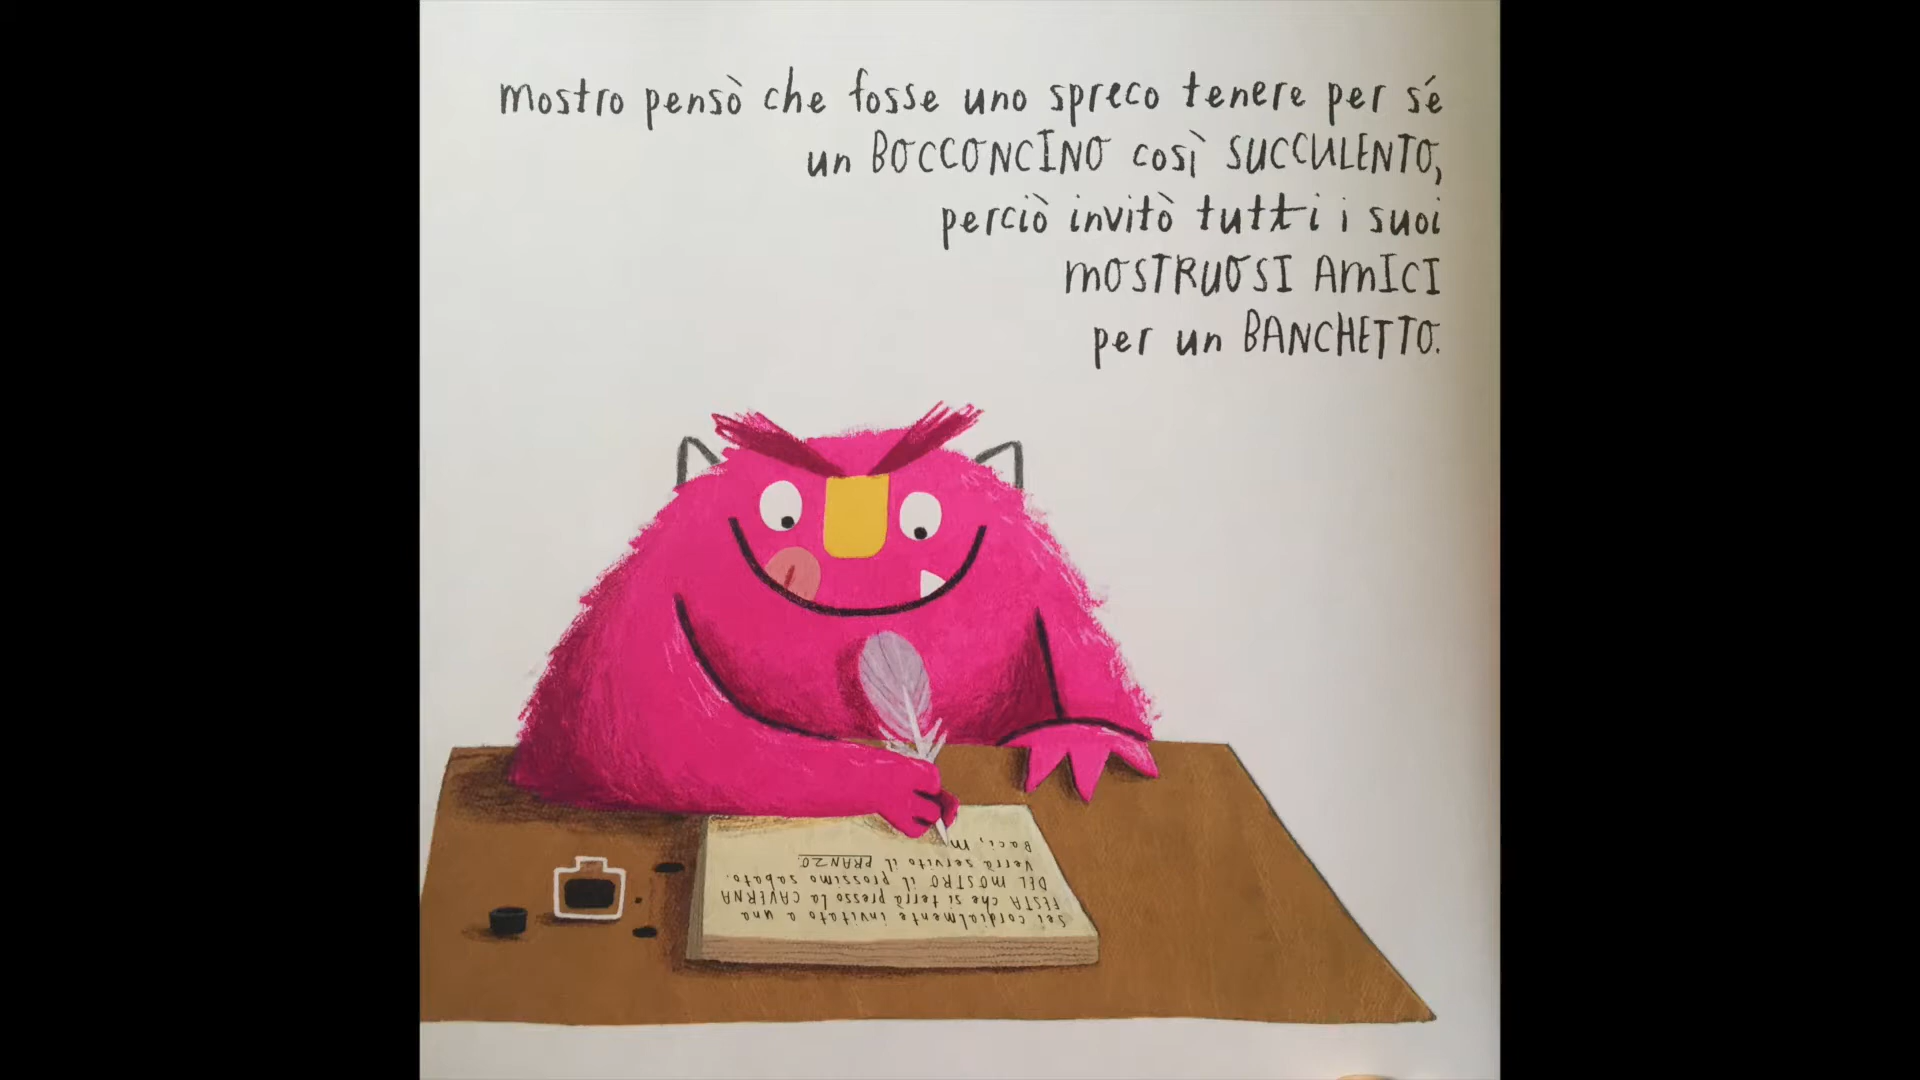 mostro pensò che fosse uno spreco tenere per sé
un BOCCONCINO così SUCCULENTO,
perciò invitò tutti i suoi
MOSTRUOSI AMICI
per un BANCHETTO.
Sei cordialmente invitato a una
FESTA che si terrà presso la CAVERNA
DEL MOSTRO il prossimo sabato.
Verrà servito il PRANZO
Baci, M